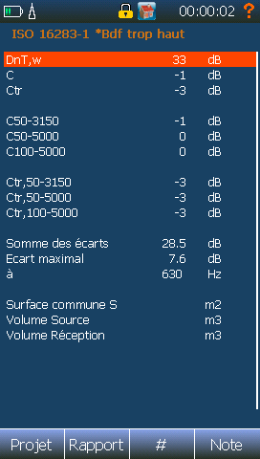 00:00:02 ?
ISO 16283-1 *Bdf trop haut
DnT,w 33 dB
C -1 dB
Ctr -3 dB
C50-3150 -1 dB
C50-5000 0 dB
C100-5000 0 dB
Ctr,50-3150 -3 dB
Ctr,50-5000 -3 dB
Ctr,100-5000 -3 dB
Somme des écarts 28.5 dB
Ecart maximal 7.6 dB
à 630 Hz
Surface commune S m2
Volume Source m3
Volume Réception m3
Projet Rapport # Note